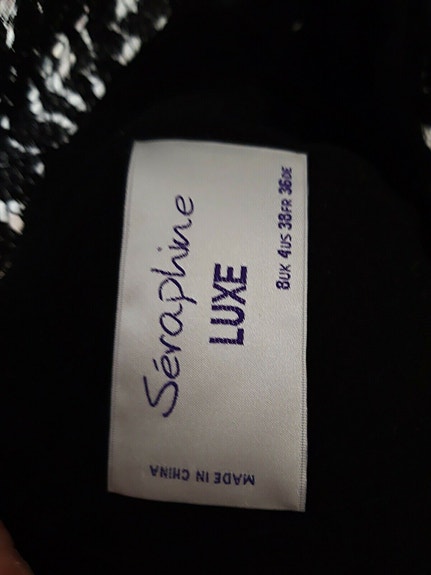 Séraphine
LUXE
8UK 4US 38FR 36DE
MADE IN CHINA